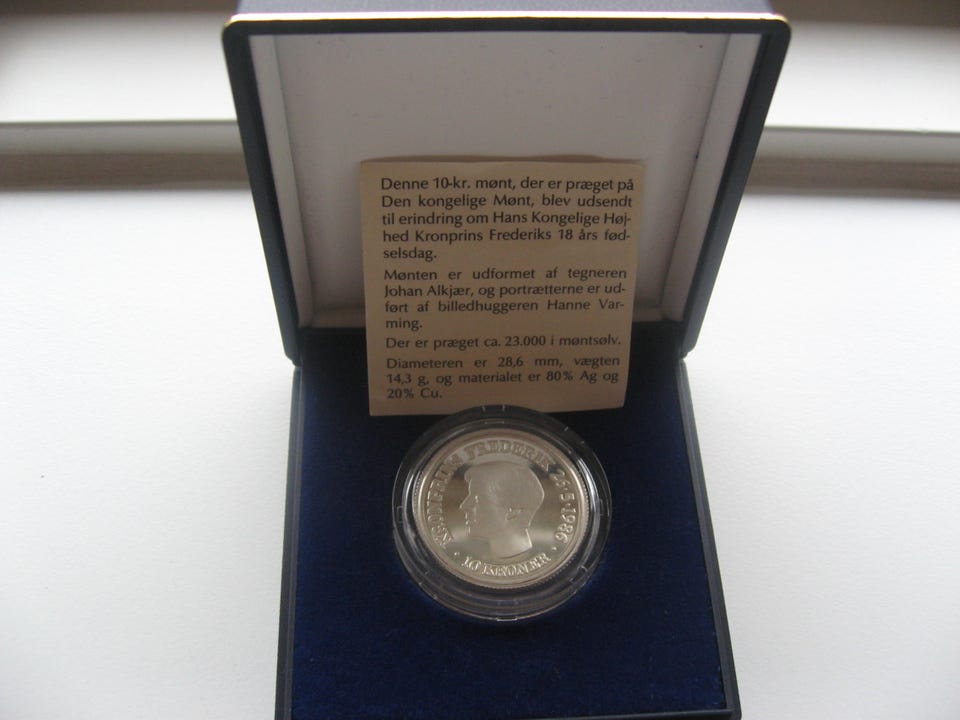 Denne 10-kr. mønt, der er præget på
Den kongelige Mønt, blev udsendt
til erindring om Hans Kongelige Høj-
hed Kronprins Frederiks 18 års fød-
selsdag.
Mønten er udformet af tegneren
Johan Alkjær, og portrætterne er ud-
ført af billedhuggeren Hanne Var-
ming.
Der er præget ca. 23.000 i møntsølv.
Diameteren er 28,6 mm, vægten
14,3 g, og materialet er 80% Ag og
20% Cu.
KRONPRINS FREDERIK 26·5·1986
· 10 KRONER ·